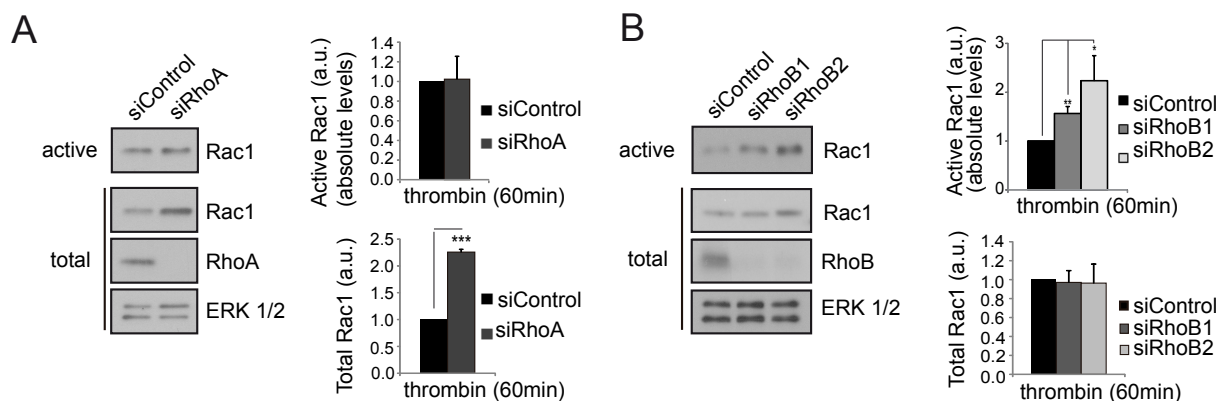 A
siControl
siRhoA
active
Rac1
total
Rac1
RhoA
ERK 1/2
Active Rac1 (a.u.)
(absolute levels)
1.4
1.2
1.0
0.8
0.6
0.4
0.2
0.0
siControl
siRhoA
thrombin (60min)
Total Rac1 (a.u.)
2.5
2.0
1.5
1.0
0.5
0.0
***
siControl
siRhoA
thrombin (60min)
B
siControl
siRhoB1
siRhoB2
active
Rac1
total
Rac1
RhoB
ERK 1/2
Active Rac1 (a.u.)
(absolute levels)
3
2
1
0
**
*
siControl
siRhoB1
siRhoB2
thrombin (60min)
Total Rac1 (a.u.)
1.4
1.2
1.0
0.8
0.6
0.4
0.2
0.0
siControl
siRhoB1
siRhoB2
thrombin (60min)